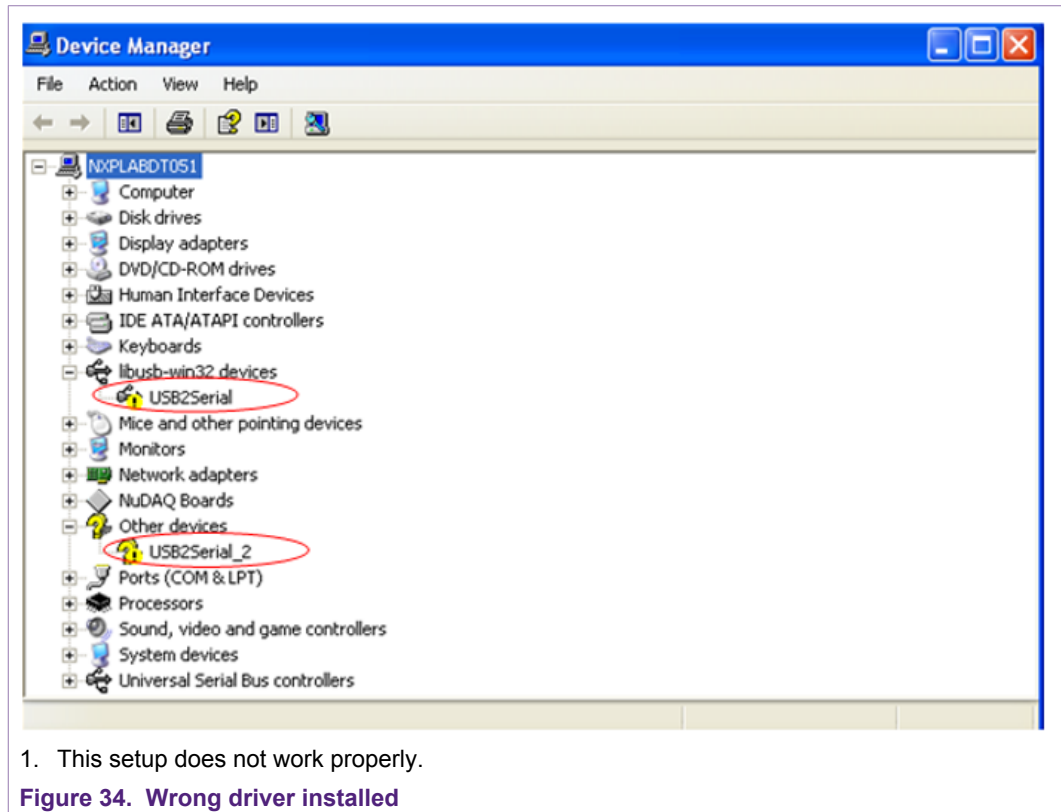 Device Manager
File Action View Help
NXPLABDT051
Computer
Disk drives
Display adapters
DVD/CD-ROM drives
Human Interface Devices
IDE ATA/ATAPI controllers
Keyboards
libusb-win32 devices
USB2Serial
Mice and other pointing devices
Monitors
Network adapters
NuDAQ Boards
Other devices
USB2Serial_2
Ports (COM & LPT)
Processors
Sound, video and game controllers
System devices
Universal Serial Bus controllers
1. This setup does not work properly.
Figure 34. Wrong driver installed